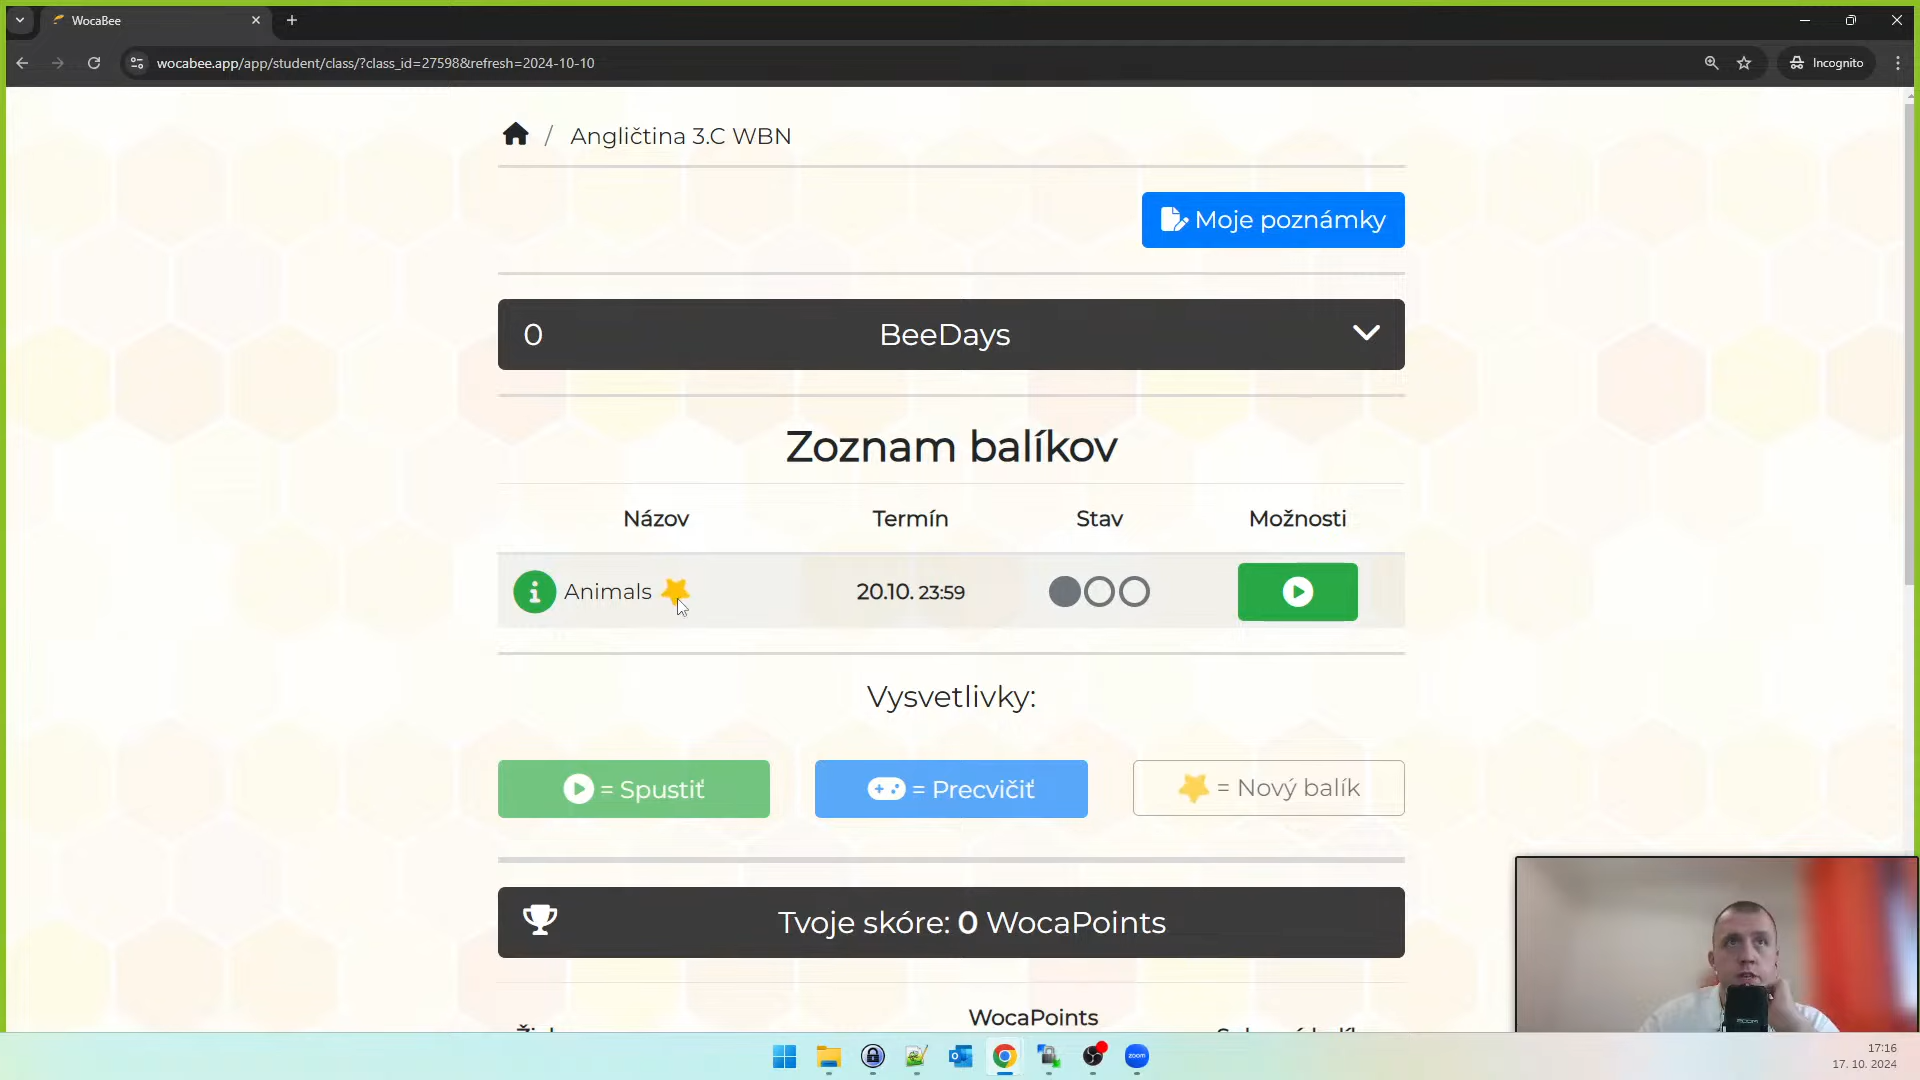 WocaBee
wocabee.app/app/student/class/?class_id=27598&refresh=2024-10-10
Incognito
/ Angličtina 3.C WBN
Moje poznámky
0 BeeDays
Zoznam balíkov
Názov Termín Stav Možnosti
Animals 20.10. 23:59
Vysvetlivky:
= Spustiť = Precvičiť = Nový balík
Tvoje skóre: 0 WocaPoints
WocaPoints
zoom
17:16
17. 10. 2024